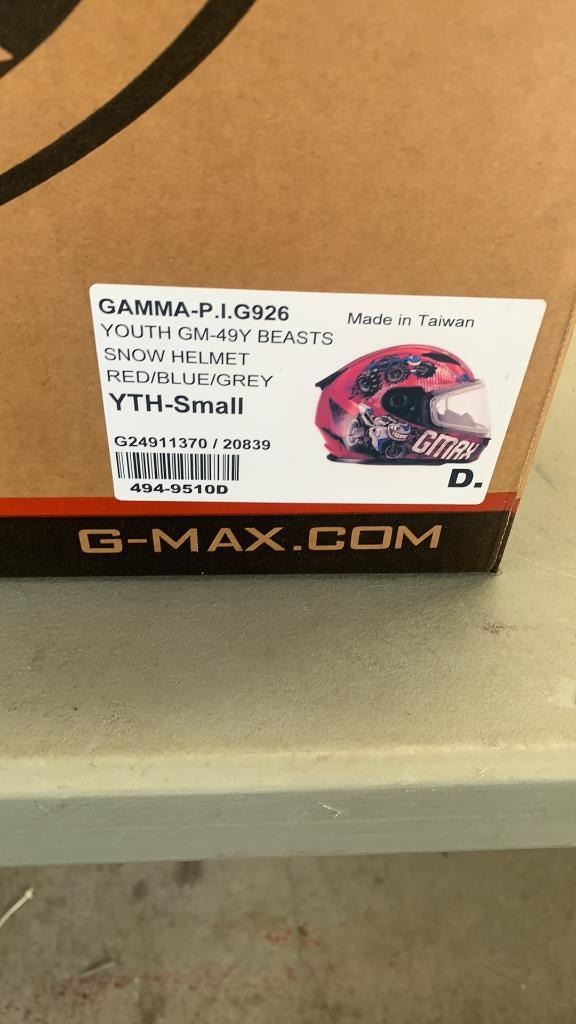 GAMMA-P.I.G926
Made in Taiwan
YOUTH GM-49Y BEASTS
SNOW HELMET
RED/BLUE/GREY
YTH-Small
G24911370 / 20839
494-9510D
GMAX
D.
G-MAX.COM